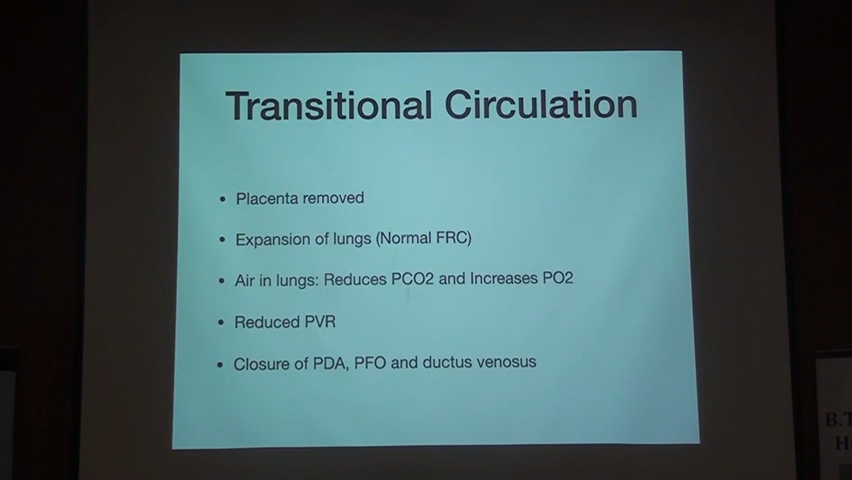 Transitional Circulation
• Placenta removed
• Expansion of lungs (Normal FRC)
• Air in lungs: Reduces PCO2 and Increases PO2
• Reduced PVR
• Closure of PDA, PFO and ductus venosus